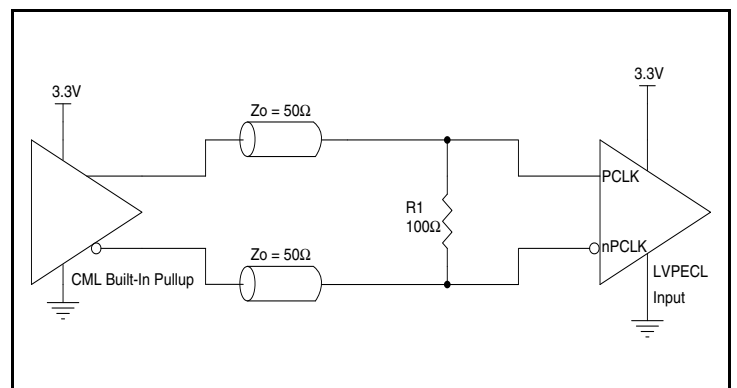 3.3V
3.3V
Zo = 50Ω
PCLK
R1
100Ω
Zo = 50Ω
nPCLK
CML Built-In Pullup
LVPECL
Input